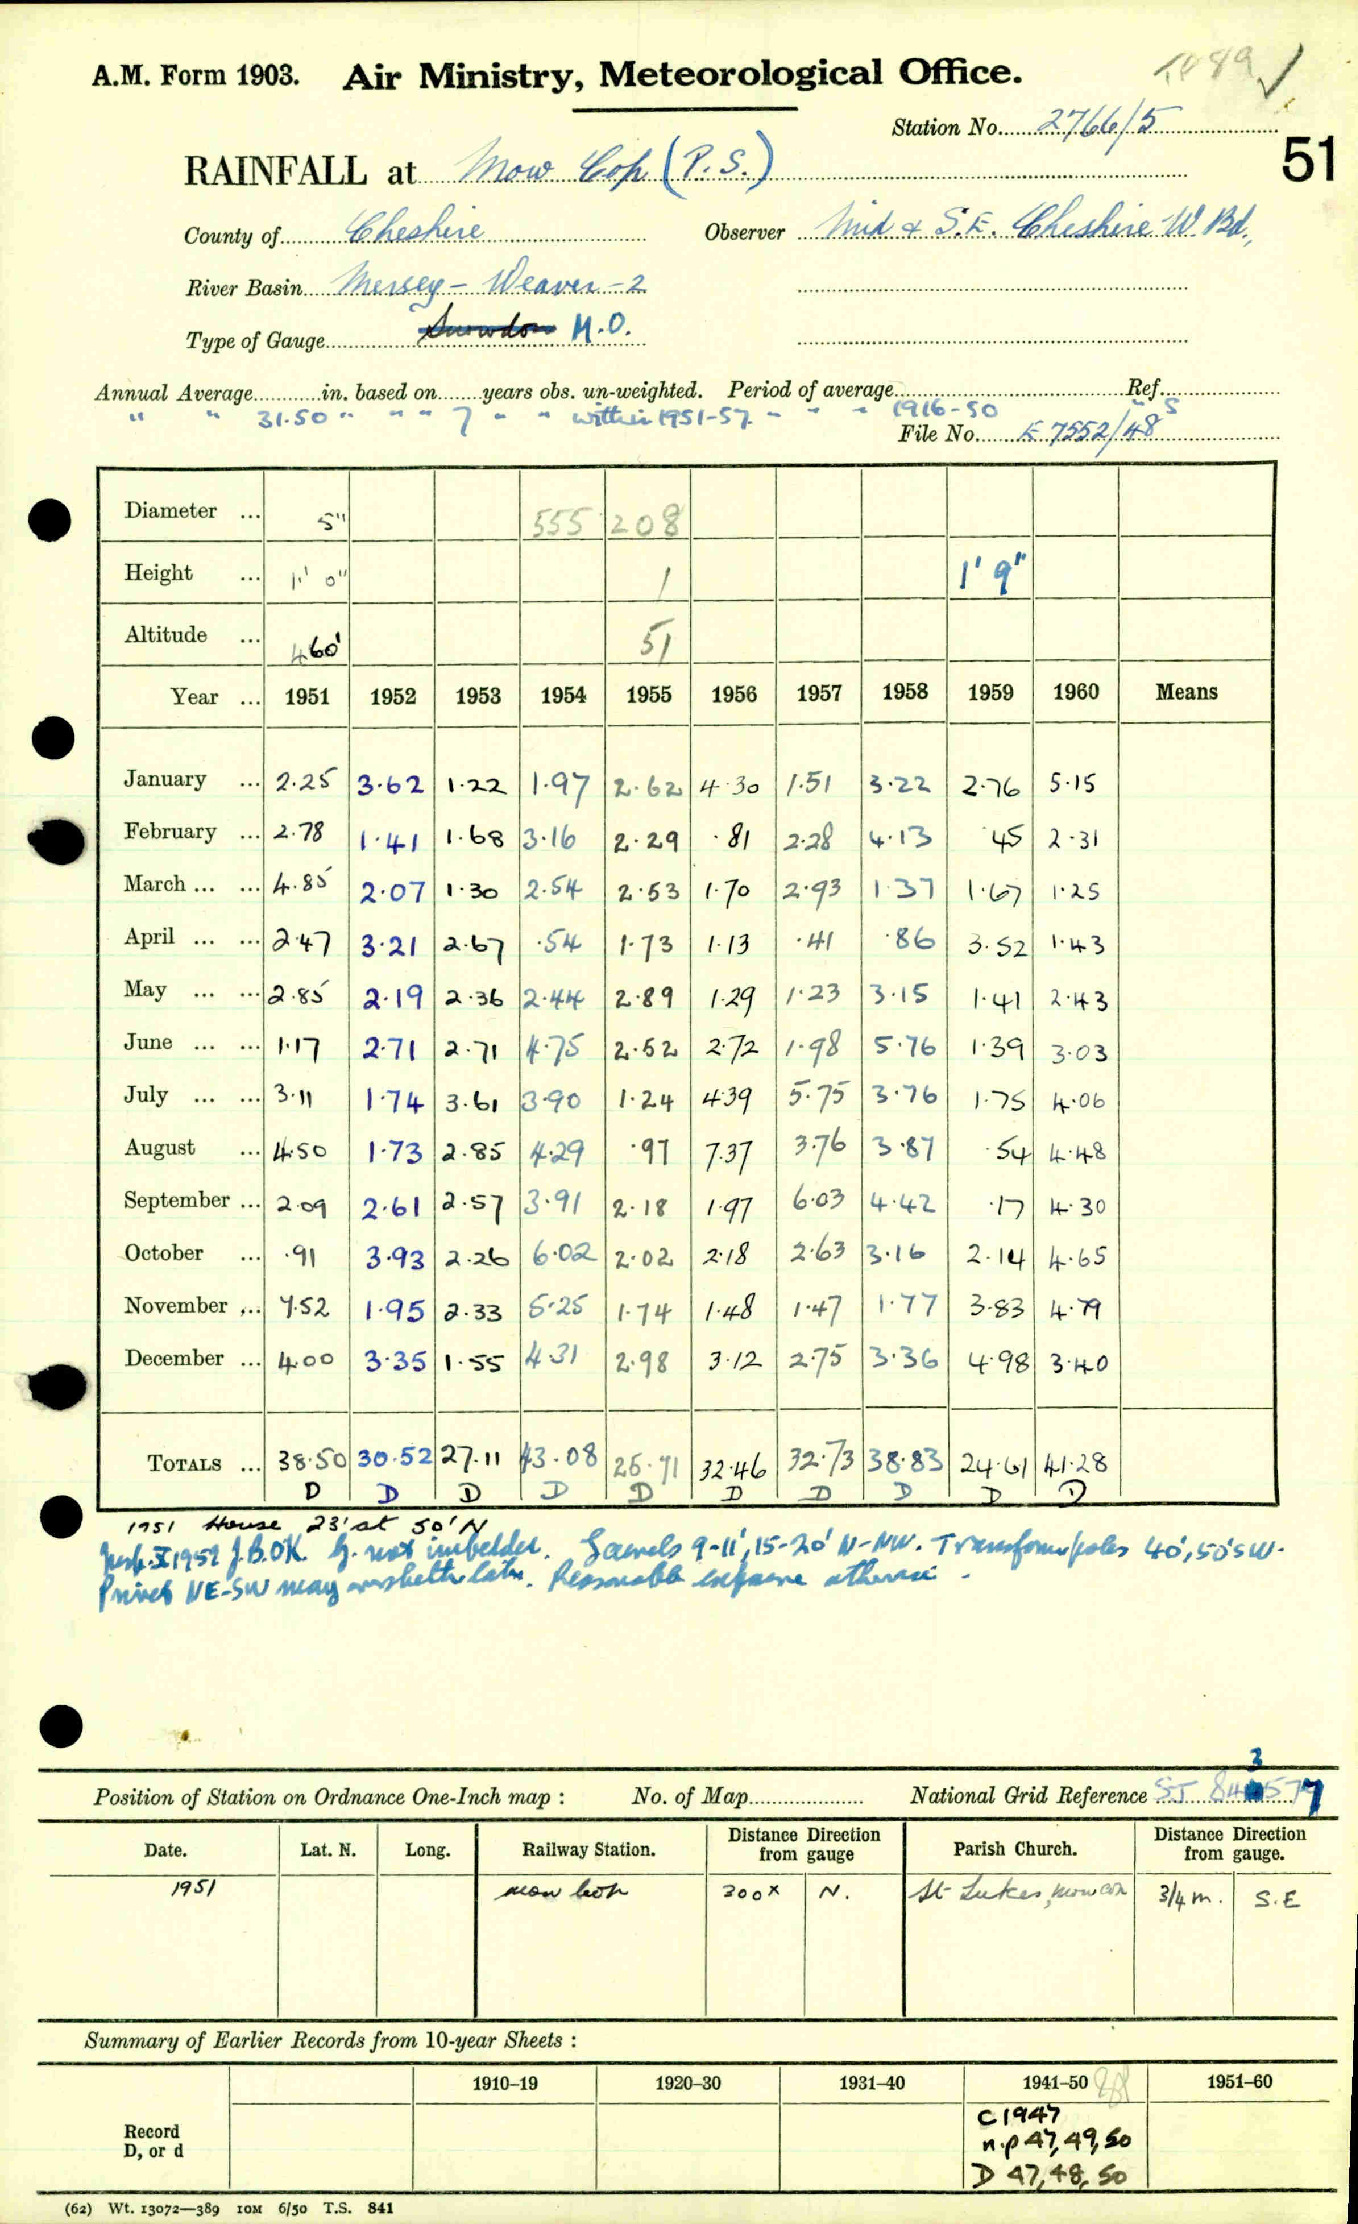 T.P 89 ✓
A.M. Form 1903. Air Ministry, Meteorological Office.
Station No. 2766/5
51
RAINFALL at Mow Cop (P.S.)
County of Cheshire Observer Mid & S.E. Cheshire W. Bd.,
River Basin Mersey - Weaver - 2
Type of Gauge Snowdon M.O.
Annual Average in. based on years obs. un-weighted. Period of average Ref.
" " 31.50 " " " 7 " " within 1951-57 " " " 1916-50
File No. 7552/48
Diameter ... 5" 555 208
Height ... 1' 0" 1 1' 9"
Altitude ... 460' 51
Year ... 1951 1952 1953 1954 1955 1956 1957 1958 1959 1960 Means
January ... 2.25 3.62 1.22 1.97 2.62 4.30 1.51 3.22 2.76 5.15
February ... 2.78 1.41 1.68 3.16 2.29 .81 2.28 4.13 .45 2.31
March ... ... 4.85 2.07 1.30 2.54 2.53 1.70 2.93 1.37 1.67 1.25
April ... ... 2.47 3.21 2.67 .54 1.73 1.13 .41 .86 3.52 1.43
May ... ... 2.85 2.19 2.36 2.44 2.89 1.29 1.23 3.15 1.41 2.43
June ... ... 1.17 2.71 2.71 4.75 2.52 2.72 1.98 5.76 1.39 3.03
July ... ... 3.11 1.74 3.61 3.90 1.24 4.39 5.75 3.76 1.75 4.06
August ... 4.50 1.73 2.85 4.29 .97 7.37 3.76 3.87 .54 4.48
September ... 2.09 2.61 2.57 3.91 2.18 1.97 6.03 4.42 .17 4.30
October ... .91 3.93 2.26 6.02 2.02 2.18 2.63 3.16 2.14 4.65
November ... 7.52 1.95 2.33 5.25 1.74 1.48 1.47 1.77 3.83 4.79
December ... 4.00 3.35 1.55 4.31 2.98 3.12 2.75 3.36 4.98 3.40
TOTALS ... 38.50 30.52 27.11 43.08 25.71 32.46 32.73 38.83 24.61 41.28
D D D D D D D D D D
1951 House 23' at 50' N
Insp. X 1959 J.B. OK. G. not imbedded. Laurels 9-11', 15-20' N-NW. Transform poles 40', 50' SW.
Privet NE-SW may overshelter later. Reasonable exposure otherwise.
3
Position of Station on Ordnance One-Inch map : No. of Map National Grid Reference 7
Date. Lat. N. Long. Railway Station. Distance from Direction gauge Parish Church. Distance from Direction gauge.
1951 Mow Cop 300x N. St Lukes, Mow Cop 3/4 m. S.E
Summary of Earlier Records from 10-year Sheets :
1910–19 1920–30 1931–40 1941–50 1951–60
Record
D, or d
C 1947
n.p 47, 49, 50
D 47, 48, 50
(62) Wt. 13072—389 IOM 6/50 T.S. 841